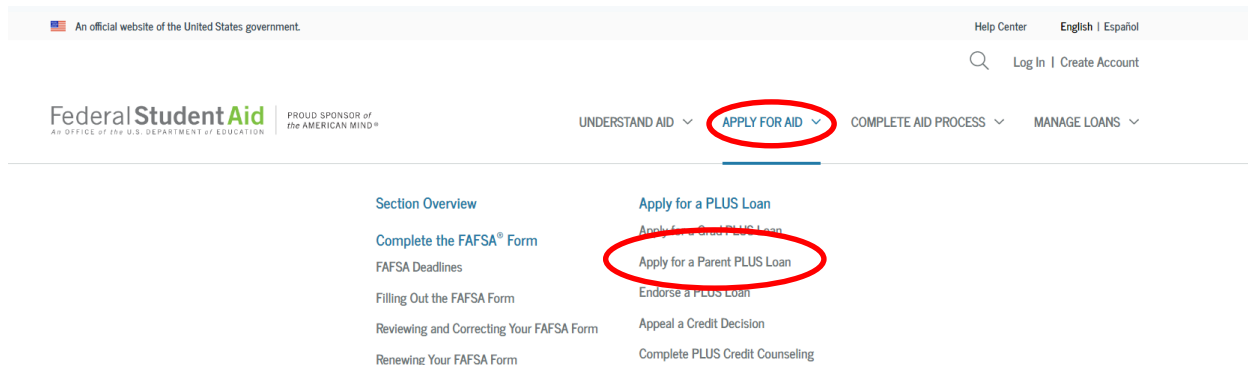 An official website of the United States government.
Help Center English | Español
Log In | Create Account
Federal Student Aid
An OFFICE of the U.S. DEPARTMENT of EDUCATION
PROUD SPONSOR of
the AMERICAN MIND®
UNDERSTAND AID APPLY FOR AID COMPLETE AID PROCESS MANAGE LOANS
Section Overview
Complete the FAFSA® Form
FAFSA Deadlines
Filling Out the FAFSA Form
Reviewing and Correcting Your FAFSA Form
Renewing Your FAFSA Form
Apply for a PLUS Loan
Apply for a Grad PLUS Loan
Apply for a Parent PLUS Loan
Endorse a PLUS Loan
Appeal a Credit Decision
Complete PLUS Credit Counseling